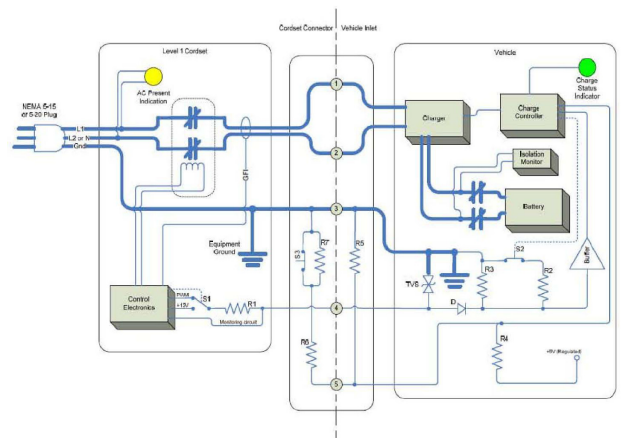 Cordset Connector
Vehicle Inlet
Level 1 Cordset
Vehicle
AC Present
Indication
Charge
Status
Indicator
NEMA 5-15
or 5-20 Plug
L1
L2 or N
Gnd
1
2
3
4
5
Charger
Charge
Controller
Isolation
Monitor
Battery
GFI
Equipment
Ground
S3
R7
R5
R6
TVS
D
R3
S2
R2
Buffer
R4
+5V (Regulated)
Control
Electronics
PWM
+12V
S1
R1
Monitoring circuit